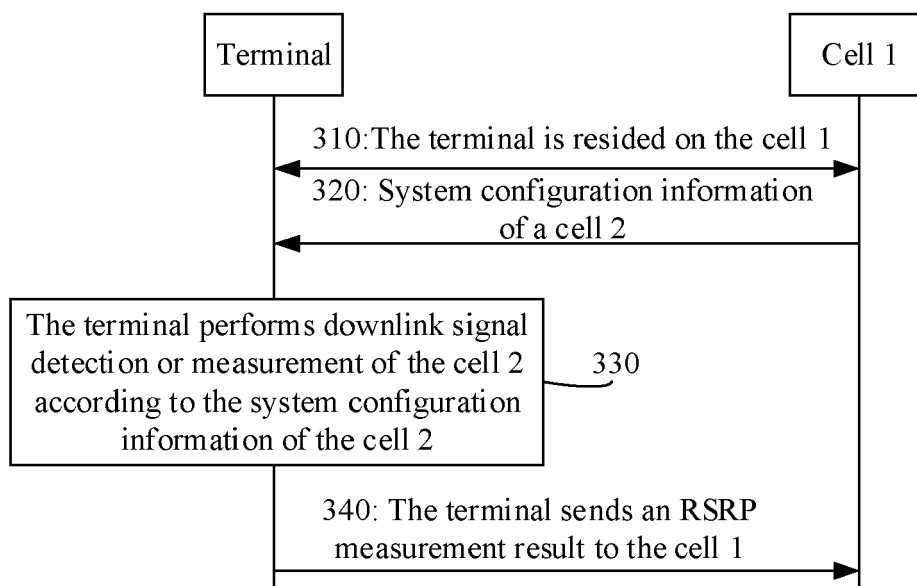 Terminal
Cell 1
310:The terminal is resided on the cell 1
320: System configuration information
of a cell 2
The terminal performs downlink signal
detection or measurement of the cell 2
according to the system configuration
information of the cell 2
330
340: The terminal sends an RSRP
measurement result to the cell 1